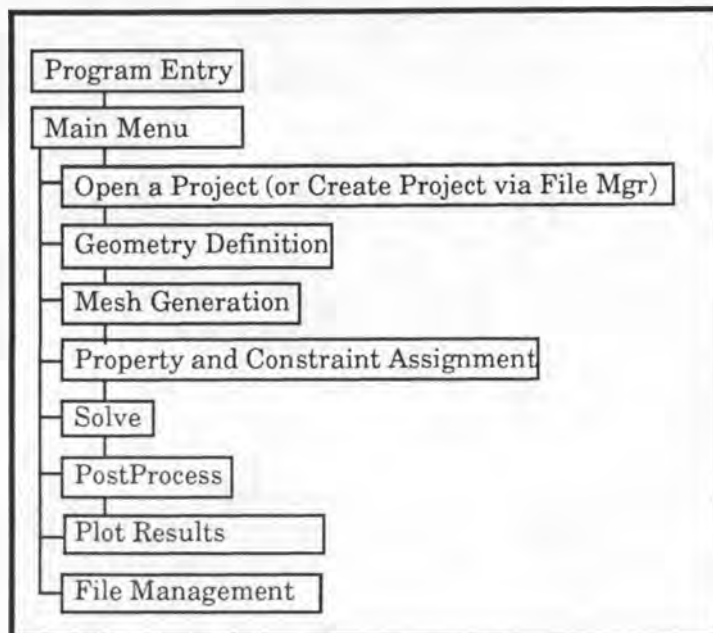 Program Entry
Main Menu
Open a Project (or Create Project via File Mgr)
Geometry Definition
Mesh Generation
Property and Constraint Assignment
Solve
PostProcess
Plot Results
File Management